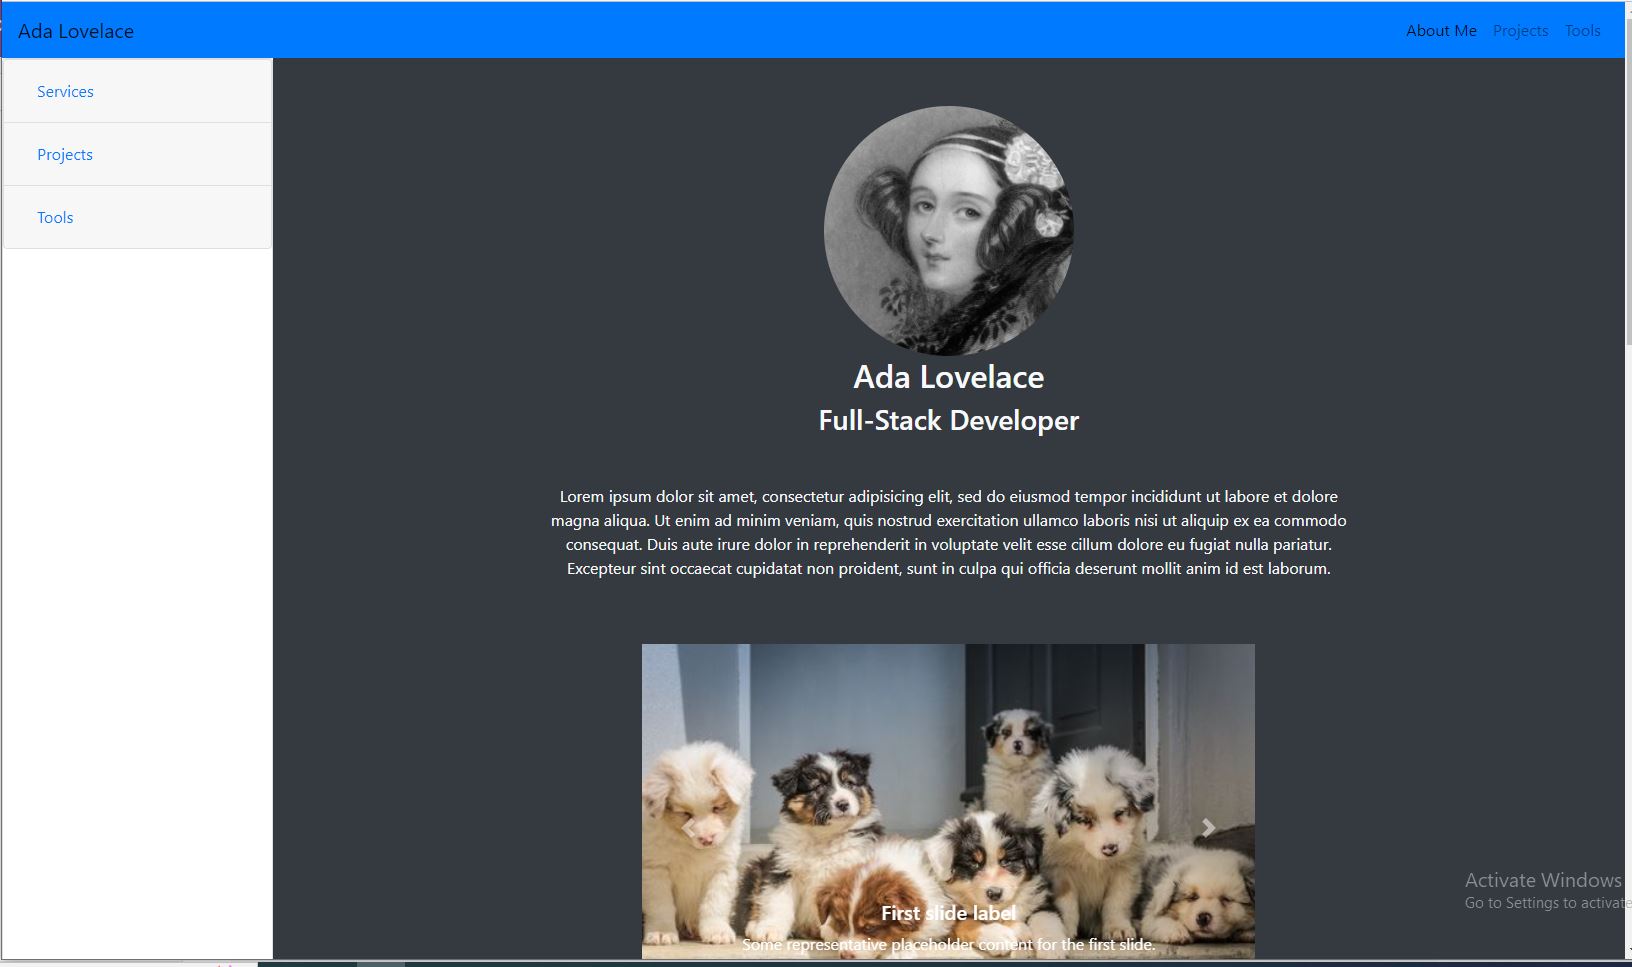 Ada Lovelace
About Me Projects Tools
Services
Projects
Tools
Ada Lovelace
Full-Stack Developer
Lorem ipsum dolor sit amet, consectetur adipisicing elit, sed do eiusmod tempor incididunt ut labore et dolore
magna aliqua. Ut enim ad minim veniam, quis nostrud exercitation ullamco laboris nisi ut aliquip ex ea commodo
consequat. Duis aute irure dolor in reprehenderit in voluptate velit esse cillum dolore eu fugiat nulla pariatur.
Excepteur sint occaecat cupidatat non proident, sunt in culpa qui officia deserunt mollit anim id est laborum.
First slide label
Some representative placeholder content for the first slide.
Activate Windows
Go to Settings to activate